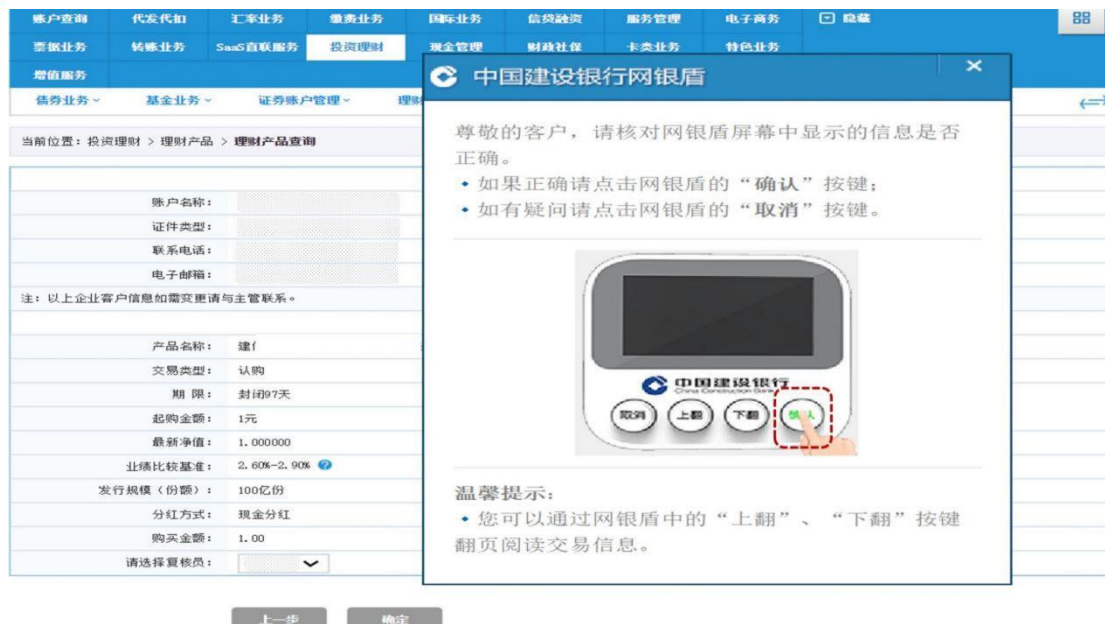 账户查询 代发代扣 汇率业务 缴费业务 国际业务 信贷融资 服务管理 电子商务 隐藏
票据业务 转账业务 SaaS直联服务 投资理财 现金管理 财政社保 卡类业务 特色业务
增值服务
债券业务 基金业务 证券账户管理 理财
当前位置：投资理财 > 理财产品 > 理财产品查询
账户名称：
证件类型：
联系电话：
电子邮箱：
注：以上企业客户信息如需变更请与主管联系。
产品名称： 建
交易类型： 认购
期 限： 封闭97天
起购金额： 1元
最新净值： 1.000000
业绩比较基准： 2.60%-2.90%
发行规模（份额）： 100亿份
分红方式： 现金分红
购买金额： 1.00
请选择复核员：
上一步 确定
中国建设银行网银盾
尊敬的客户，请核对网银盾屏幕中显示的信息是否
正确。
• 如果正确请点击网银盾的“确认”按键；
• 如有疑问请点击网银盾的“取消”按键。
中国建设银行
China Construction Bank
取消 上翻 下翻 确认
温馨提示：
• 您可以通过网银盾中的“上翻”、“下翻”按键
翻页阅读交易信息。